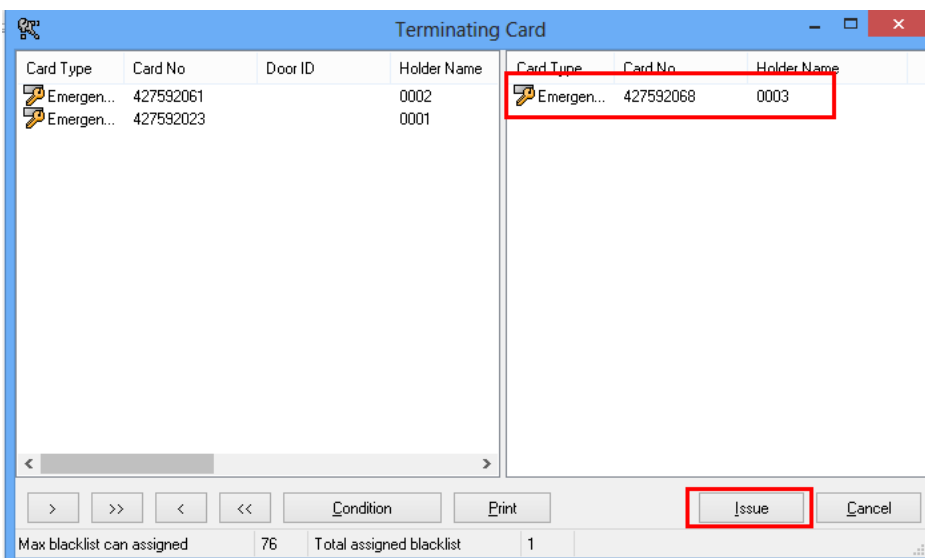 Terminating Card
Card Type Card No Door ID Holder Name Card Type Card No Holder Name
Emergen... 427592061 0002 Emergen... 427592068 0003
Emergen... 427592023 0001
> >> < << Condition Print Issue Cancel
Max blacklist can assigned 76 Total assigned blacklist 1